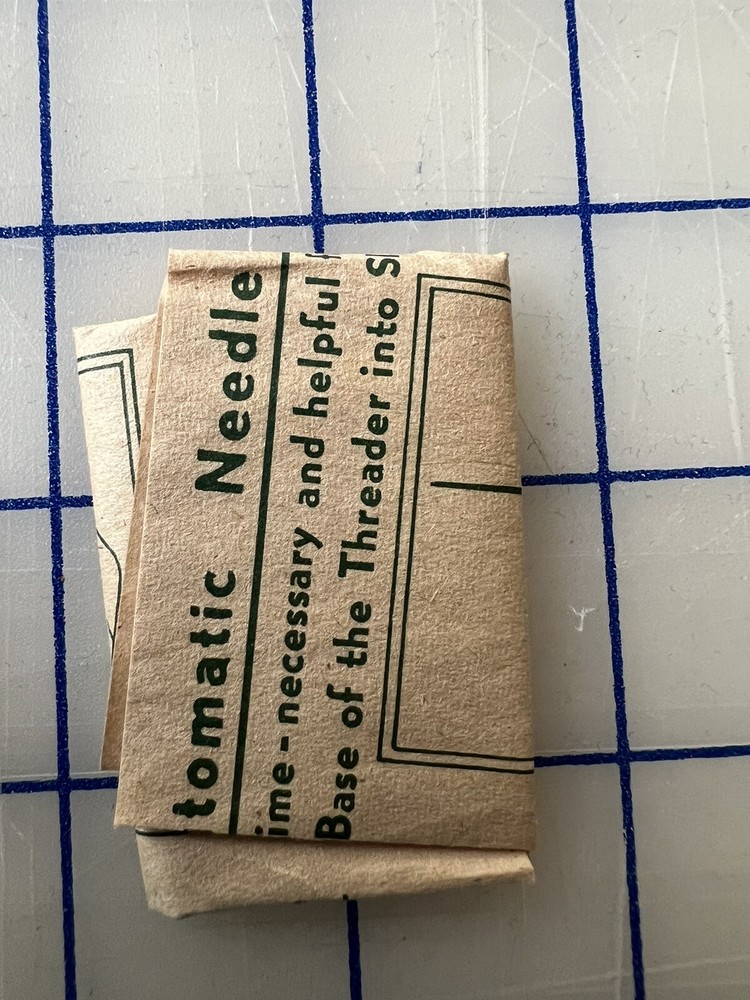 tomatic Needle
ime - necessary and helpful
Base of the Threader into S